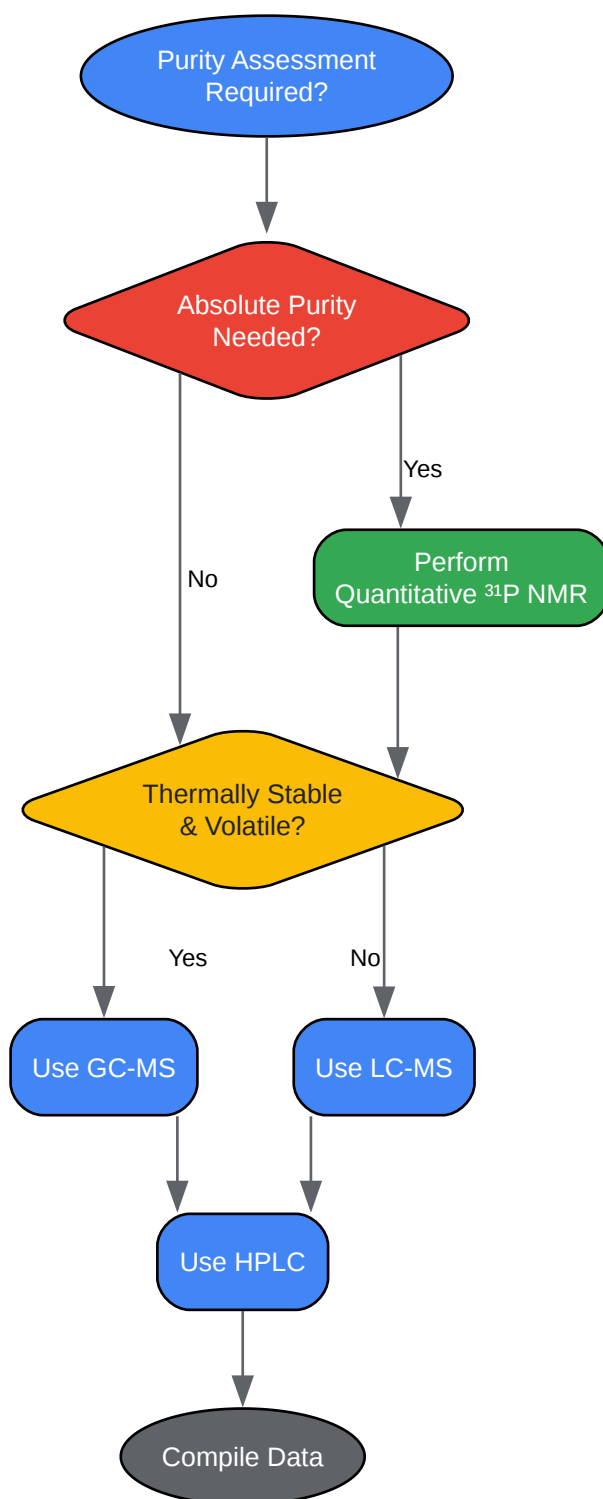 Purity Assessment
Required?
Absolute Purity
Needed?
Yes
Perform
Quantitative ³¹P NMR
No
Thermally Stable
& Volatile?
Yes
No
Use GC-MS
Use LC-MS
Use HPLC
Compile Data